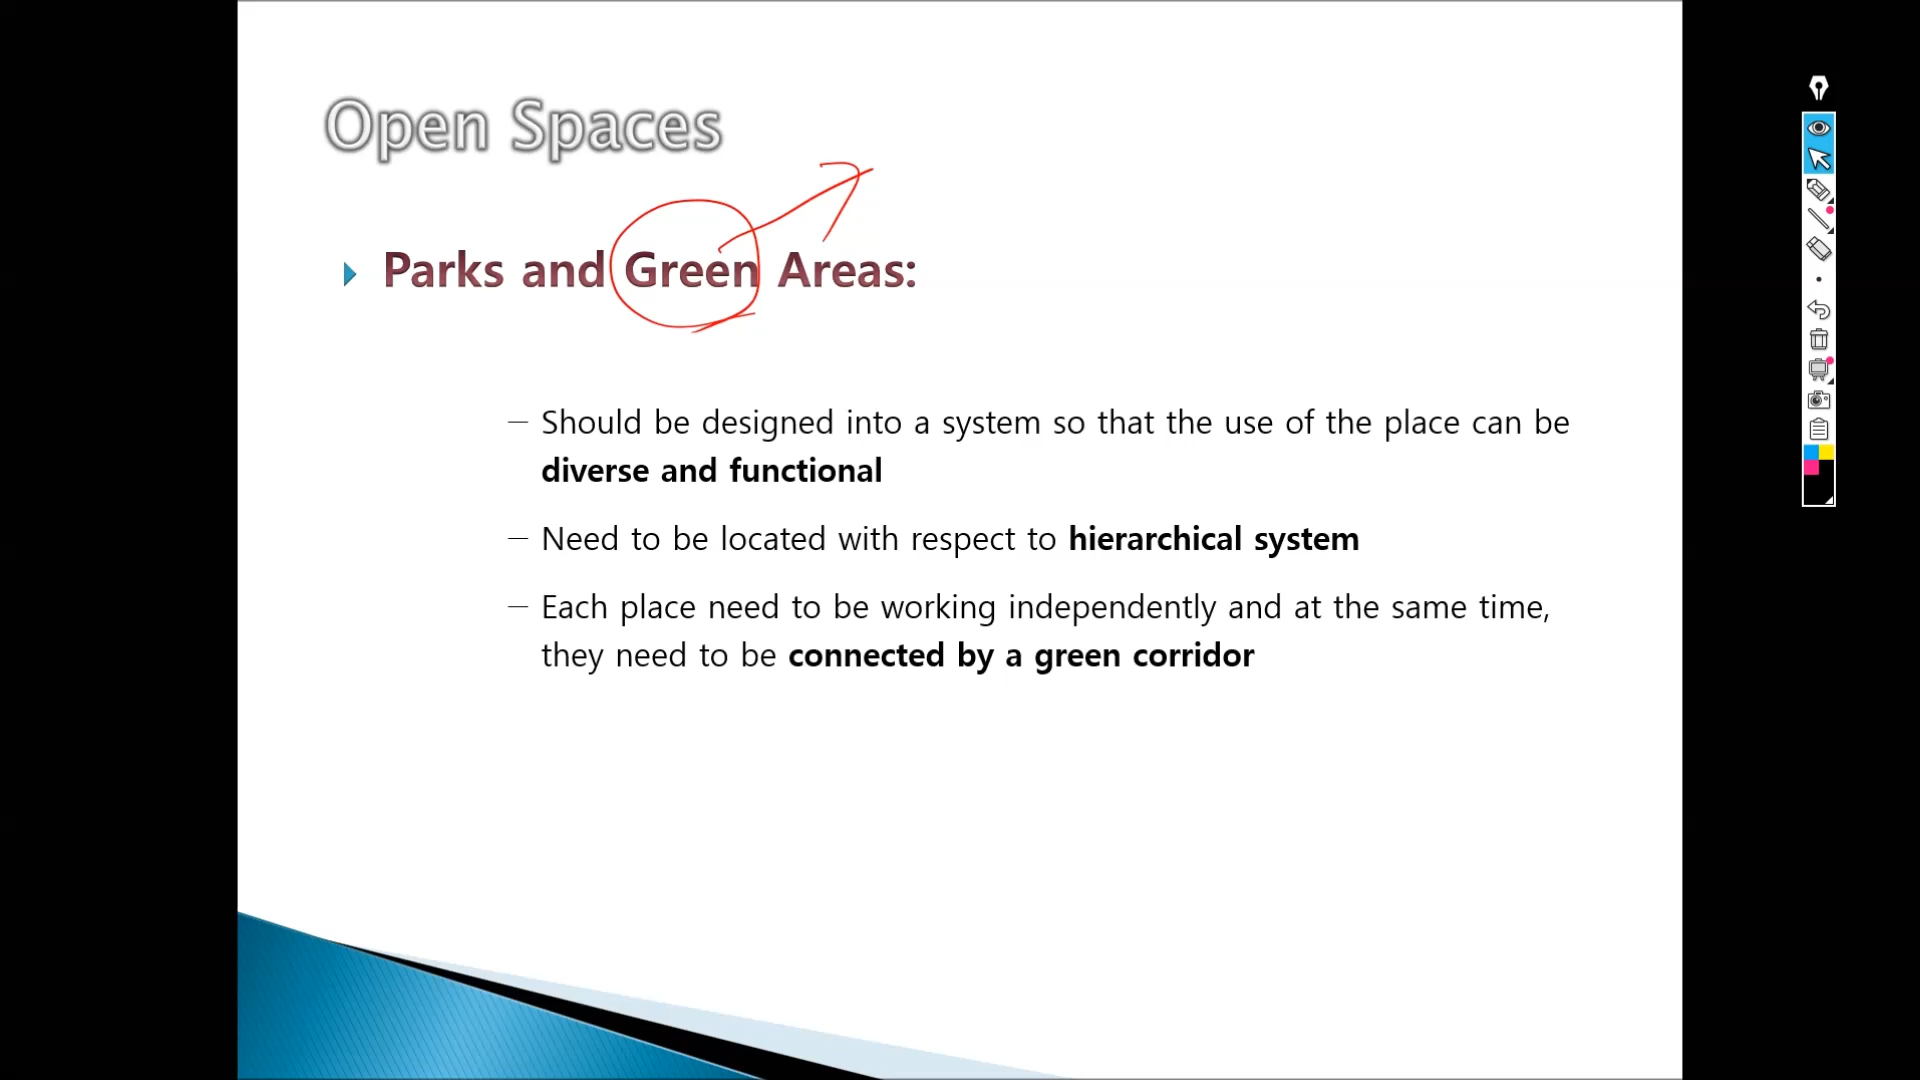 Open Spaces
Parks and Green Areas:
– Should be designed into a system so that the use of the place can be
diverse and functional
– Need to be located with respect to hierarchical system
– Each place need to be working independently and at the same time,
they need to be connected by a green corridor